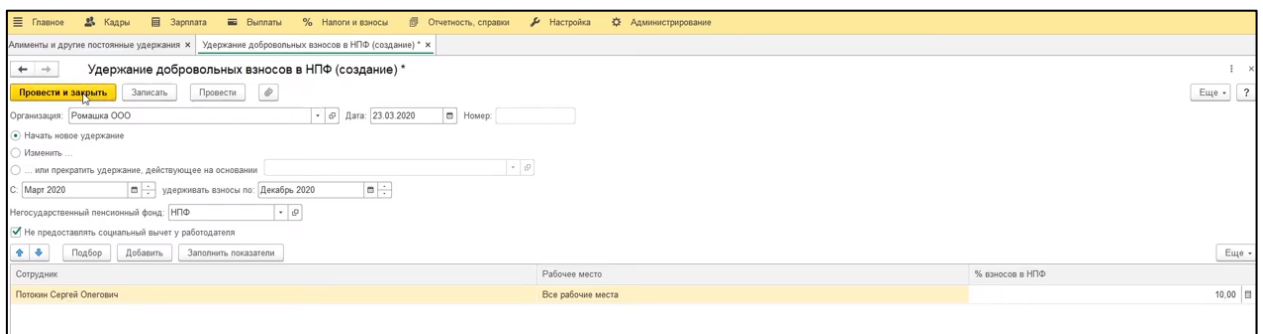 Главное Кадры Зарплата Выплаты % Налоги и взносы Отчетность, справки Настройка Администрирование
Алименты и другие постоянные удержания × Удержание добровольных взносов в НПФ (создание) * ×
Удержание добровольных взносов в НПФ (создание) *
Провести и закрыть Записать Провести Еще ?
Организация: Ромашка ООО Дата: 23.03.2020 Номер:
Начать новое удержание
Изменить ...
... или прекратить удержание, действующее на основании
С: Март 2020 удерживать взносы по: Декабрь 2020
Негосударственный пенсионный фонд: НПФ
Не предоставлять социальный вычет у работодателя
Подбор Добавить Заполнить показатели Еще
Сотрудник Рабочее место % взносов в НПФ
Потокин Сергей Олегович Все рабочие места 10,00